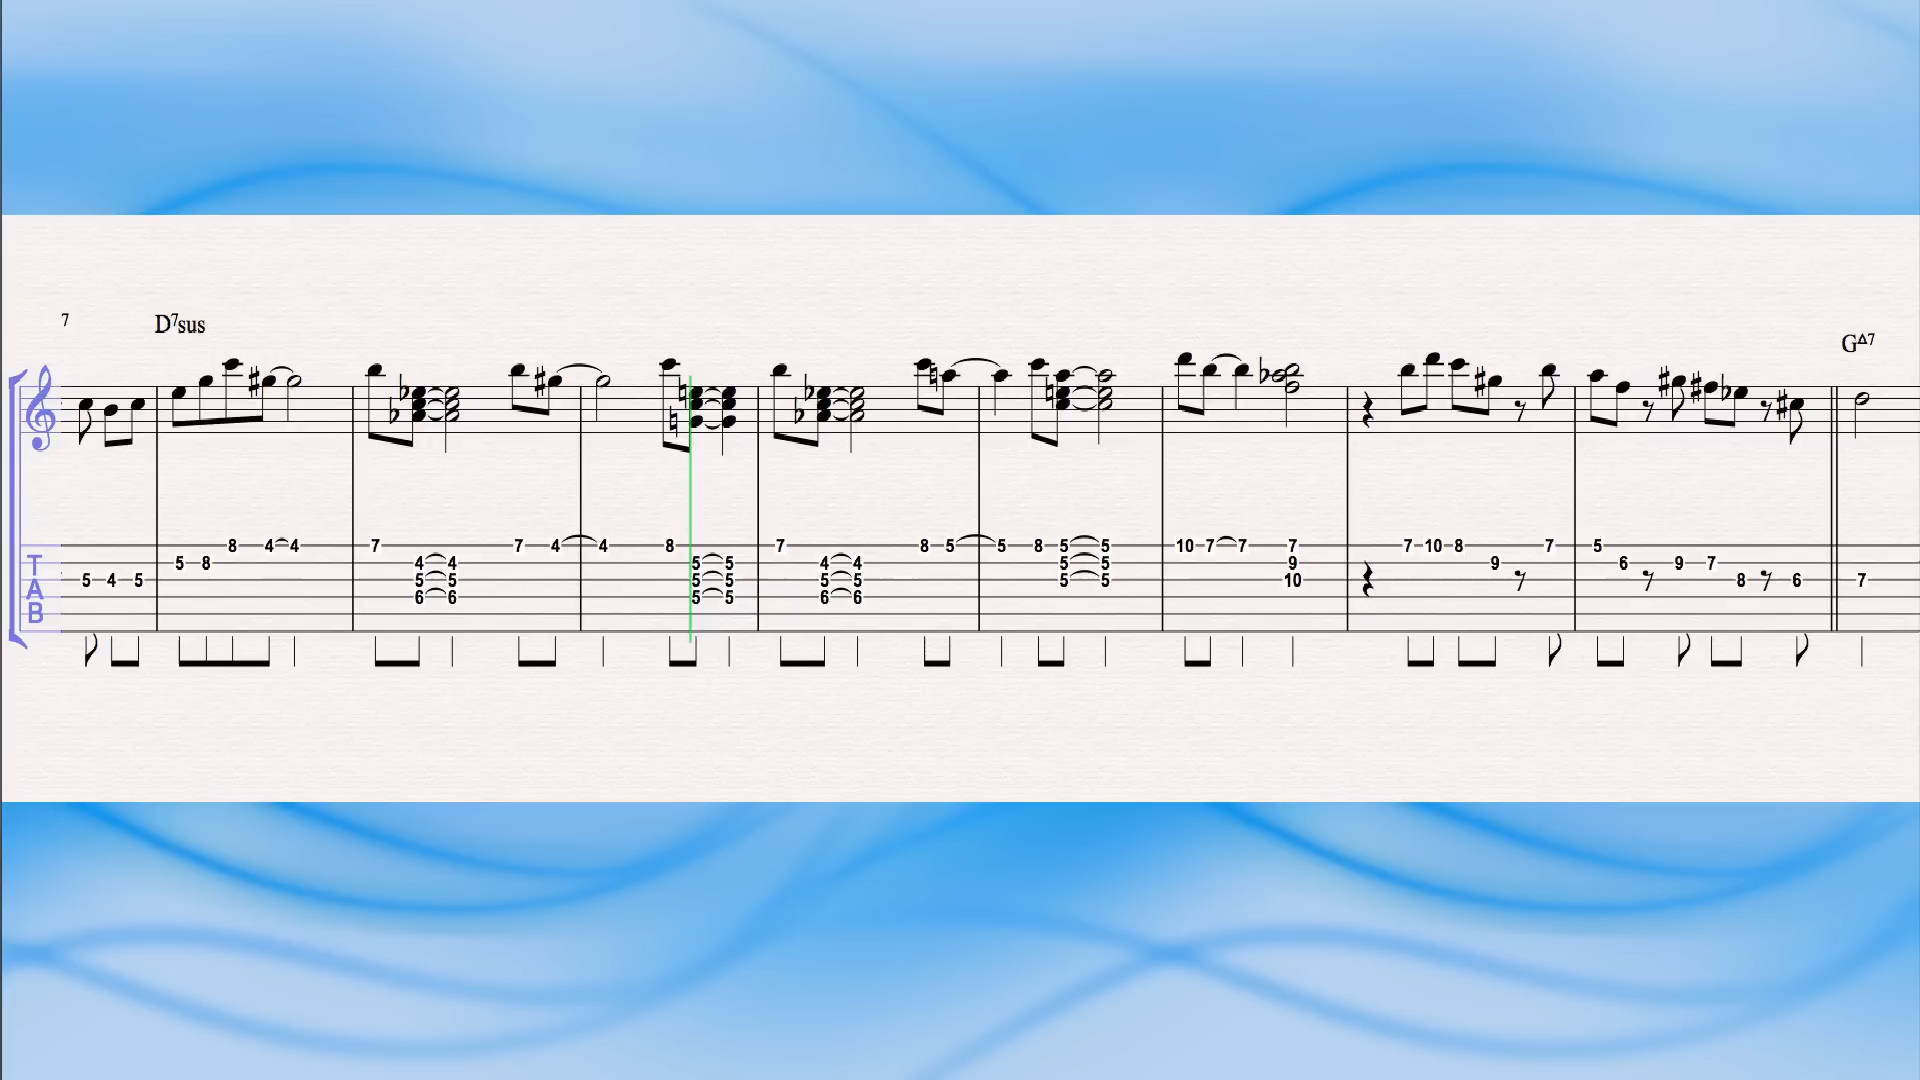 7
D7sus
GΔ7
8 4 4 7 7 4 4 8 7 8 5 5 8 5 5 10 7 7 7 7 10 8 7 5
T 5 8 4 4 5 5 4 4 5 5 9 9 6 9 7
A 5 4 5 5 5 5 5 5 5 5 5 10 8 6 7
6 6 5 5 6 6
B